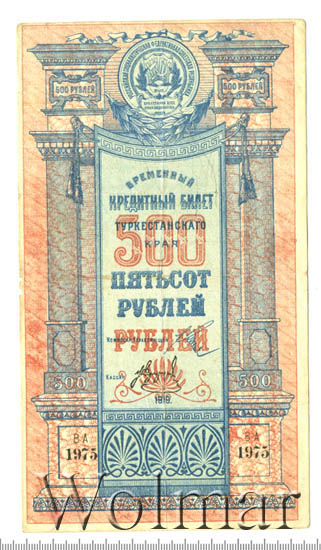 500 РУБЛЕЙ
500 РУБЛЕЙ
ВРЕМЕННЫЙ
КРЕДИТНЫЙ БИЛЕТ
ТУРКЕСТАНСКАГО
КРАЯ
500
ПЯТЬСОТ
РУБЛЕЙ
РУБЛЕЙ
КАССИР
500
500
1919.
ВА
1975
ВА
1975
Wolmar